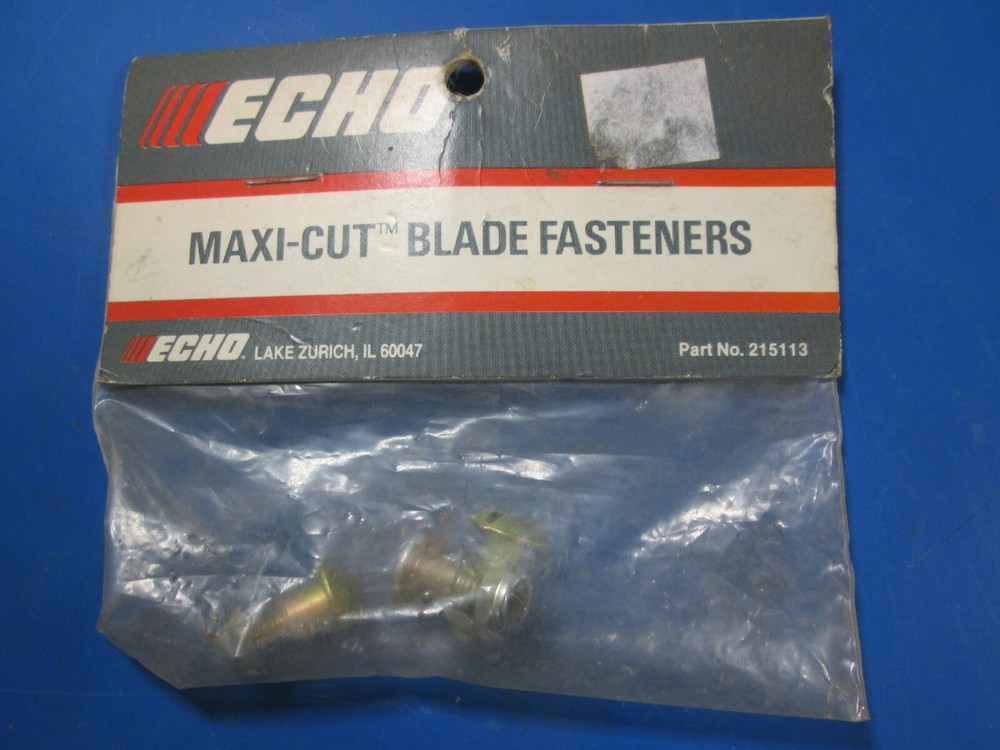 ECHO
MAXI-CUT™ BLADE FASTENERS
ECHO. LAKE ZURICH, IL 60047
Part No. 215113